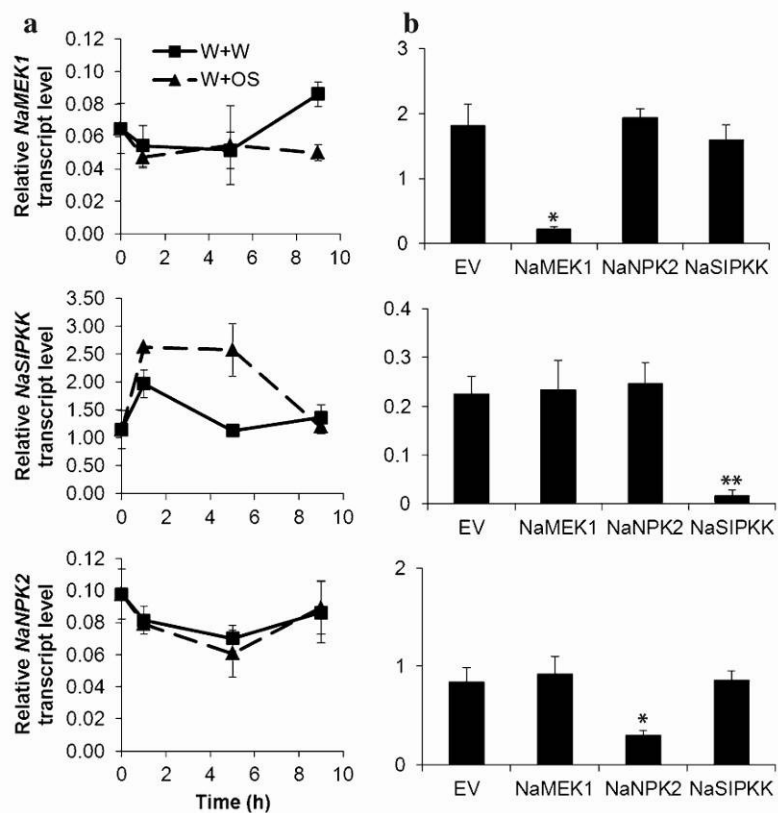 a
b
Relative NaMEK1
transcript level
0.12
0.10
0.08
0.06
0.04
0.02
0.00
W+W
W+OS
0 2 4 6 8 10
3
2
1
0
EV NaMEK1 NaNPK2 NaSIPKK
*
Relative NaSIPKK
transcript level
3.50
3.00
2.50
2.00
1.50
1.00
0.50
0.00
0 2 4 6 8 10
0.4
0.3
0.2
0.1
0
EV NaMEK1 NaNPK2 NaSIPKK
**
Relative NaNPK2
transcript level
0.12
0.10
0.08
0.06
0.04
0.02
0.00
0 2 4 6 8 10
Time (h)
2
1
0
EV NaMEK1 NaNPK2 NaSIPKK
*